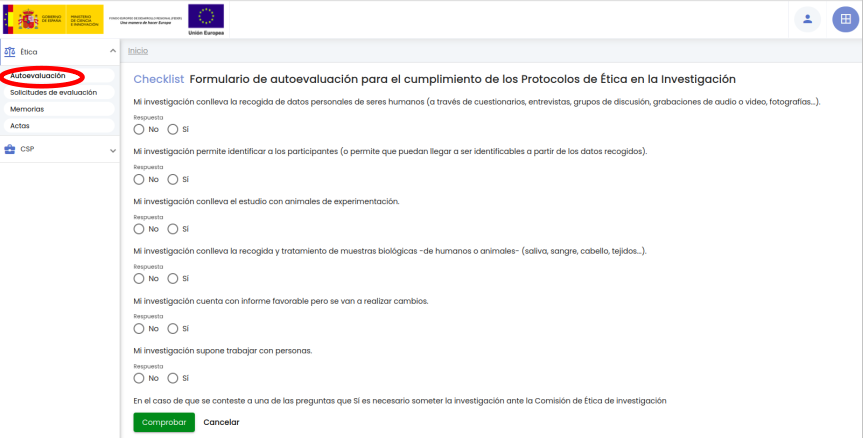 GOBIERNO DE ESPAÑA
MINISTERIO DE CIENCIA E INNOVACIÓN
Una manera de hacer Europa
Unión Europea
Ética
Autoevaluación
Solicitudes de evaluación
Memorias
Actas
CSP
Inicio
Checklist Formulario de autoevaluación para el cumplimiento de los Protocolos de Ética en la Investigación
Mi investigación conlleva la recogida de datos personales de seres humanos (a través de cuestionarios, entrevistas, grupos de discusión, grabaciones de audio o video, fotografías...).
Respuesta
No Sí
Mi investigación permite identificar a los participantes (o permite que puedan llegar a ser identificables a partir de los datos recogidos).
Respuesta
No Sí
Mi investigación conlleva el estudio con animales de experimentación.
Respuesta
No Sí
Mi investigación conlleva la recogida y tratamiento de muestras biológicas -de humanos o animales- (saliva, sangre, cabello, tejidos...).
Respuesta
No Sí
Mi investigación cuenta con informe favorable pero se van a realizar cambios.
Respuesta
No Sí
Mi investigación supone trabajar con personas.
Respuesta
No Sí
En el caso de que se conteste a una de las preguntas que Sí es necesario someter la investigación ante la Comisión de Ética de investigación
Comprobar Cancelar